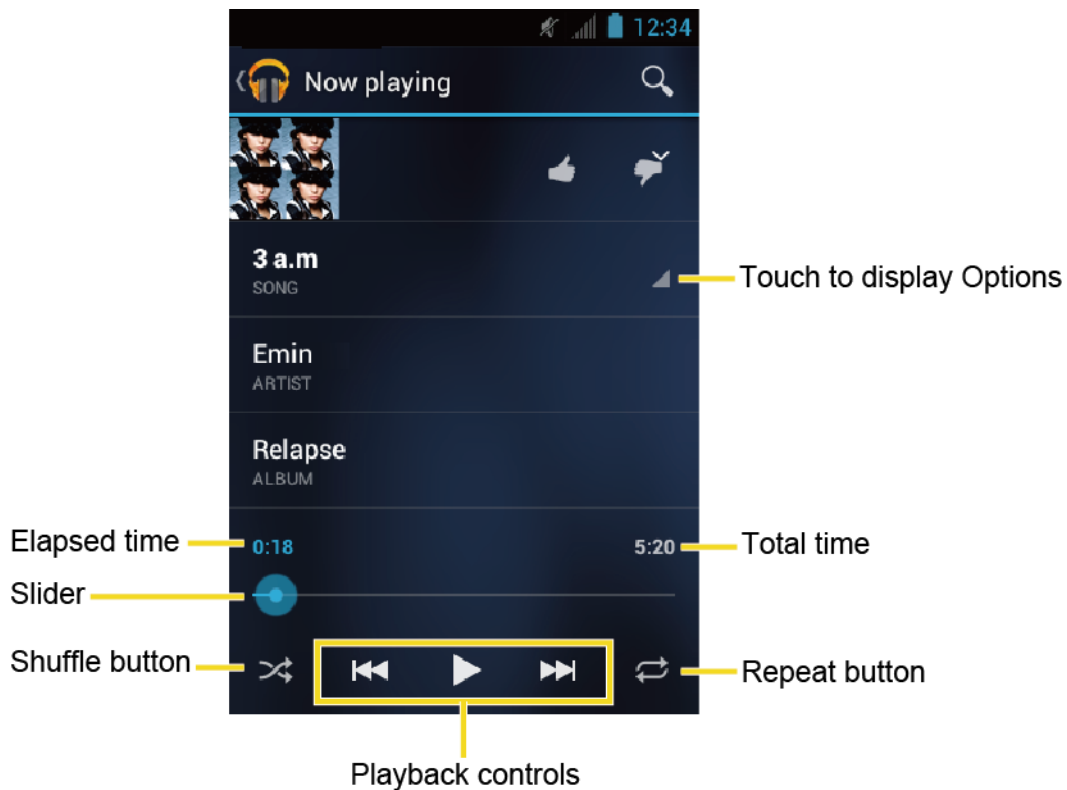 12:34
Now playing
3 a.m
SONG
Touch to display Options
Emin
ARTIST
Relapse
ALBUM
Elapsed time
0:18
5:20
Total time
Slider
Shuffle button
Repeat button
Playback controls